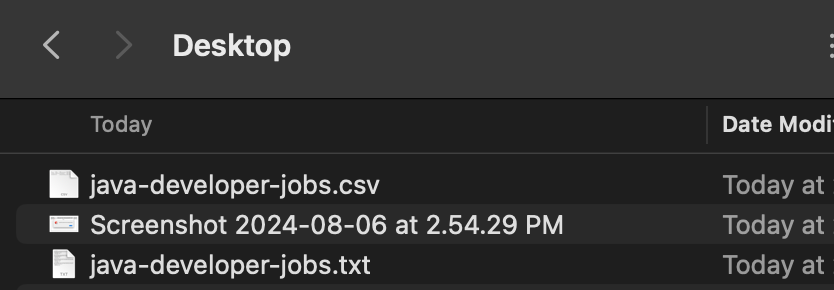 Desktop
Today Date Modi
java-developer-jobs.csv Today at
Screenshot 2024-08-06 at 2.54.29 PM Today at
java-developer-jobs.txt Today at